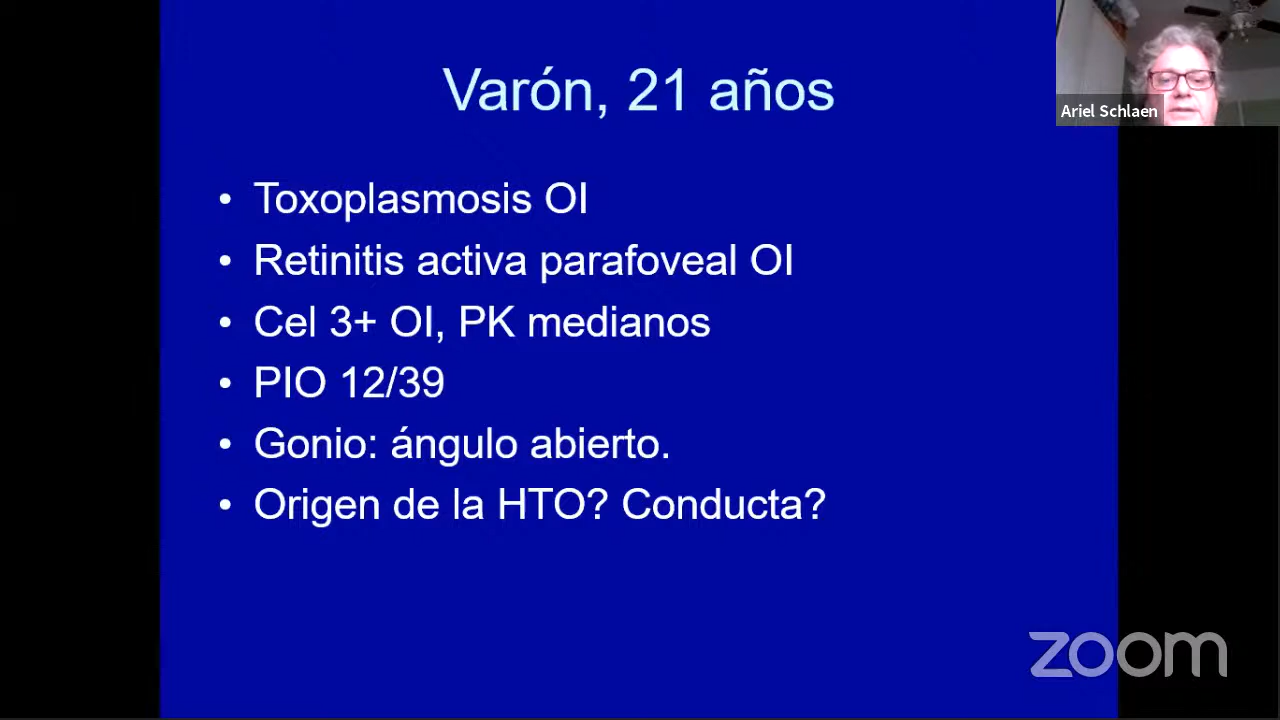 Varón, 21 años
Ariel Schlaen
• Toxoplasmosis OI
• Retinitis activa parafoveal OI
• Cel 3+ OI, PK medianos
• PIO 12/39
• Gonio: ángulo abierto.
• Origen de la HTO? Conducta?
zoom